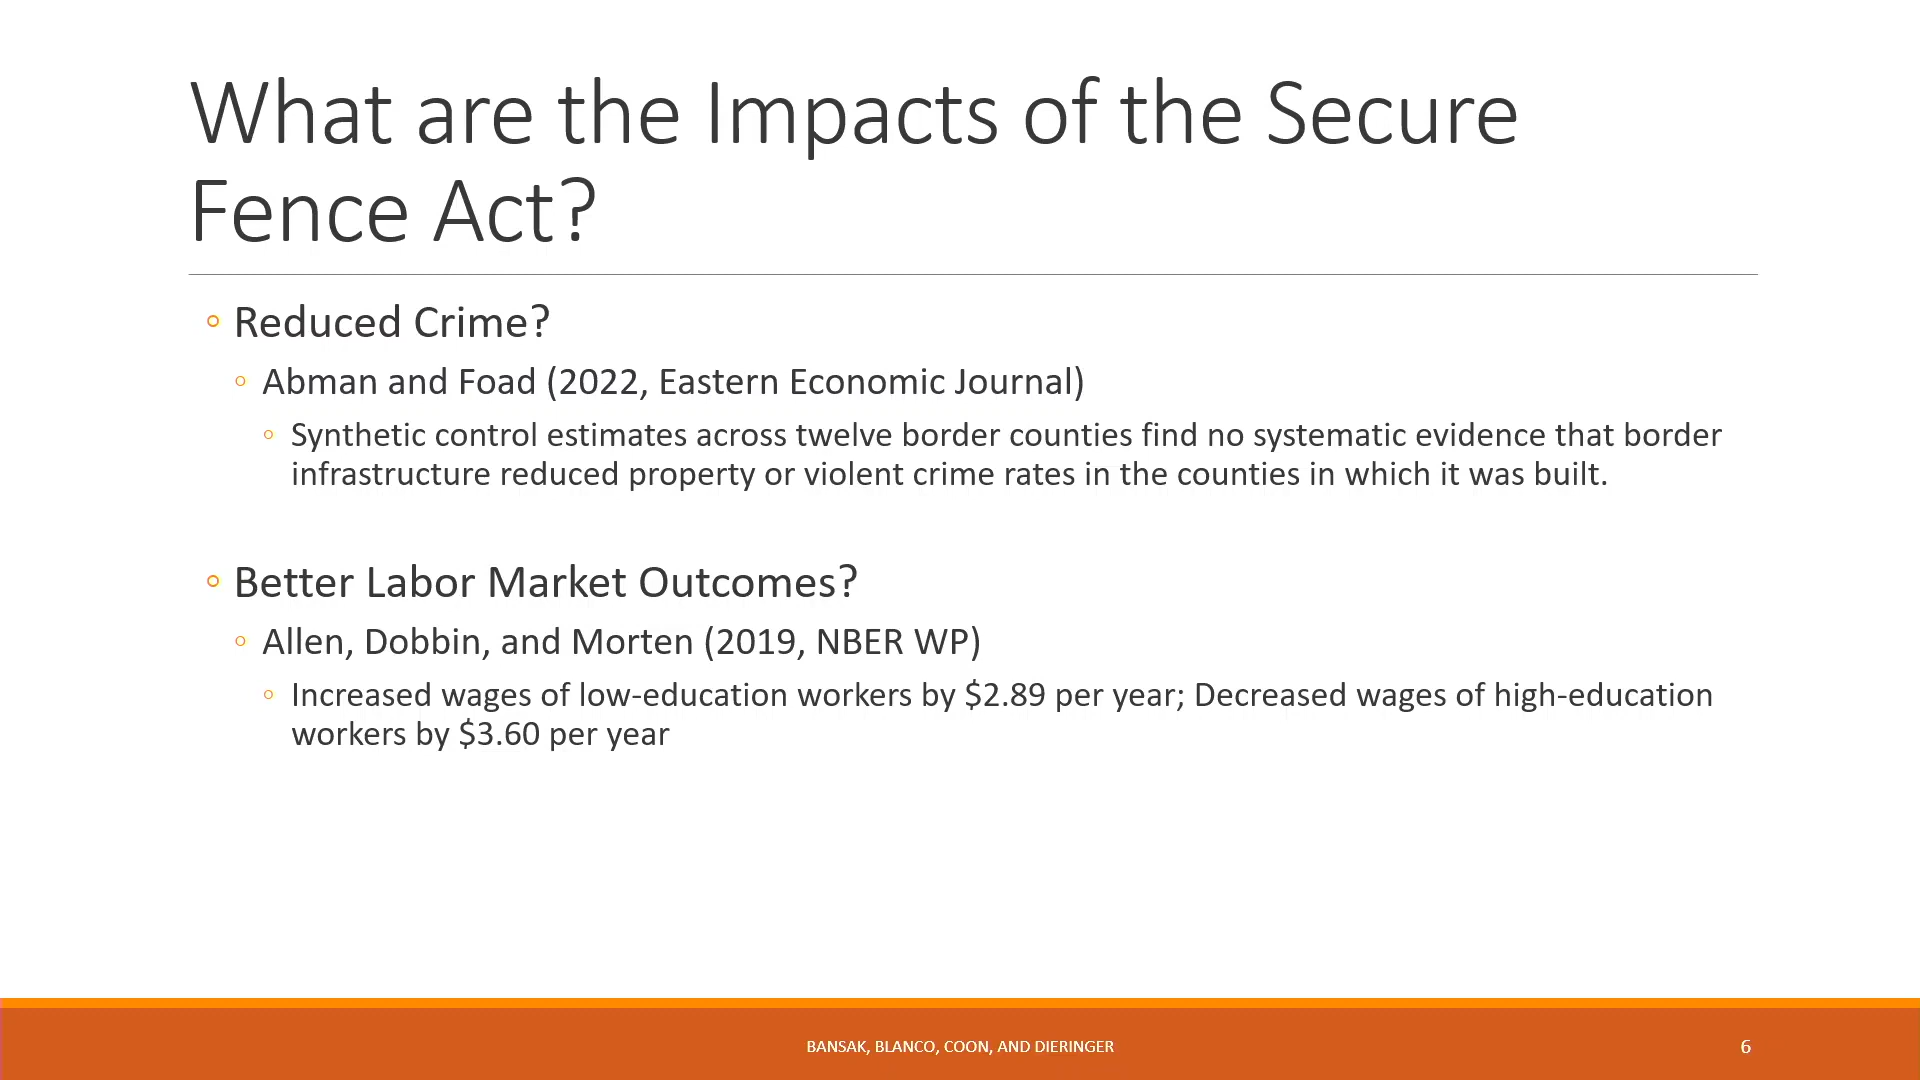 What are the Impacts of the Secure
Fence Act?
◦ Reduced Crime?
◦ Abman and Foad (2022, Eastern Economic Journal)
◦ Synthetic control estimates across twelve border counties find no systematic evidence that border
infrastructure reduced property or violent crime rates in the counties in which it was built.
◦ Better Labor Market Outcomes?
◦ Allen, Dobbin, and Morten (2019, NBER WP)
◦ Increased wages of low-education workers by $2.89 per year; Decreased wages of high-education
workers by $3.60 per year
BANSAK, BLANCO, COON, AND DIERINGER
6